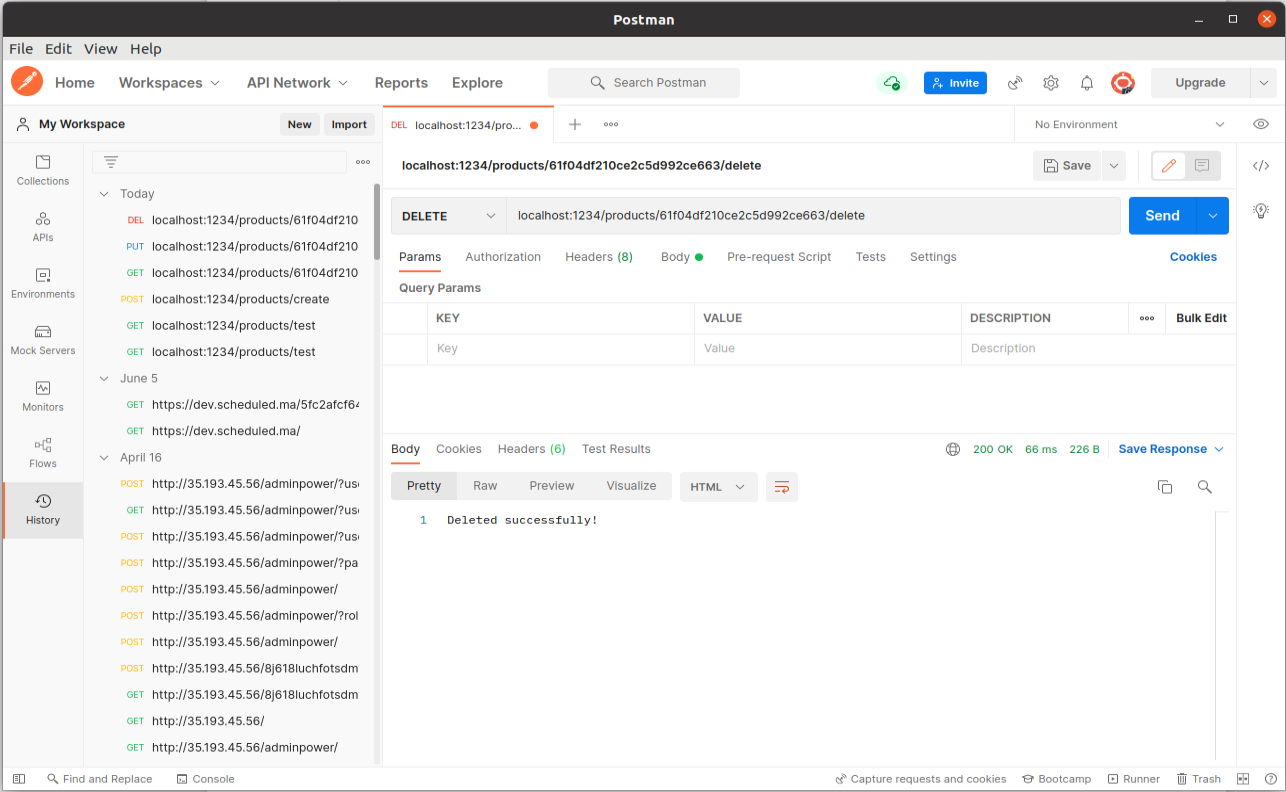 Postman
File Edit View Help
Home Workspaces API Network Reports Explore Search Postman Invite Upgrade
My Workspace New Import
DEL localhost:1234/pro... No Environment
localhost:1234/products/61f04df210ce2c5d992ce663/delete Save
DELETE localhost:1234/products/61f04df210ce2c5d992ce663/delete Send
Params Authorization Headers (8) Body Pre-request Script Tests Settings Cookies
Query Params
KEY VALUE DESCRIPTION Bulk Edit
Key Value Description
Collections
APIs
Environments
Mock Servers
Monitors
Flows
History
Today
DEL localhost:1234/products/61f04df210
PUT localhost:1234/products/61f04df210
GET localhost:1234/products/61f04df210
POST localhost:1234/products/create
GET localhost:1234/products/test
GET localhost:1234/products/test
June 5
GET https://dev.scheduled.ma/5fc2afcf64
GET https://dev.scheduled.ma/
April 16
POST http://35.193.45.56/adminpower/?use
GET http://35.193.45.56/adminpower/?use
POST http://35.193.45.56/adminpower/?use
POST http://35.193.45.56/adminpower/?pa
POST http://35.193.45.56/adminpower/
POST http://35.193.45.56/adminpower/?rol
POST http://35.193.45.56/adminpower/
POST http://35.193.45.56/8j618luchfotsdm
GET http://35.193.45.56/8j618luchfotsdm
GET http://35.193.45.56/
GET http://35.193.45.56/adminpower/
Body Cookies Headers (6) Test Results 200 OK 66 ms 226 B Save Response
Pretty Raw Preview Visualize HTML
1 Deleted successfully!
Find and Replace Console Capture requests and cookies Bootcamp Runner Trash